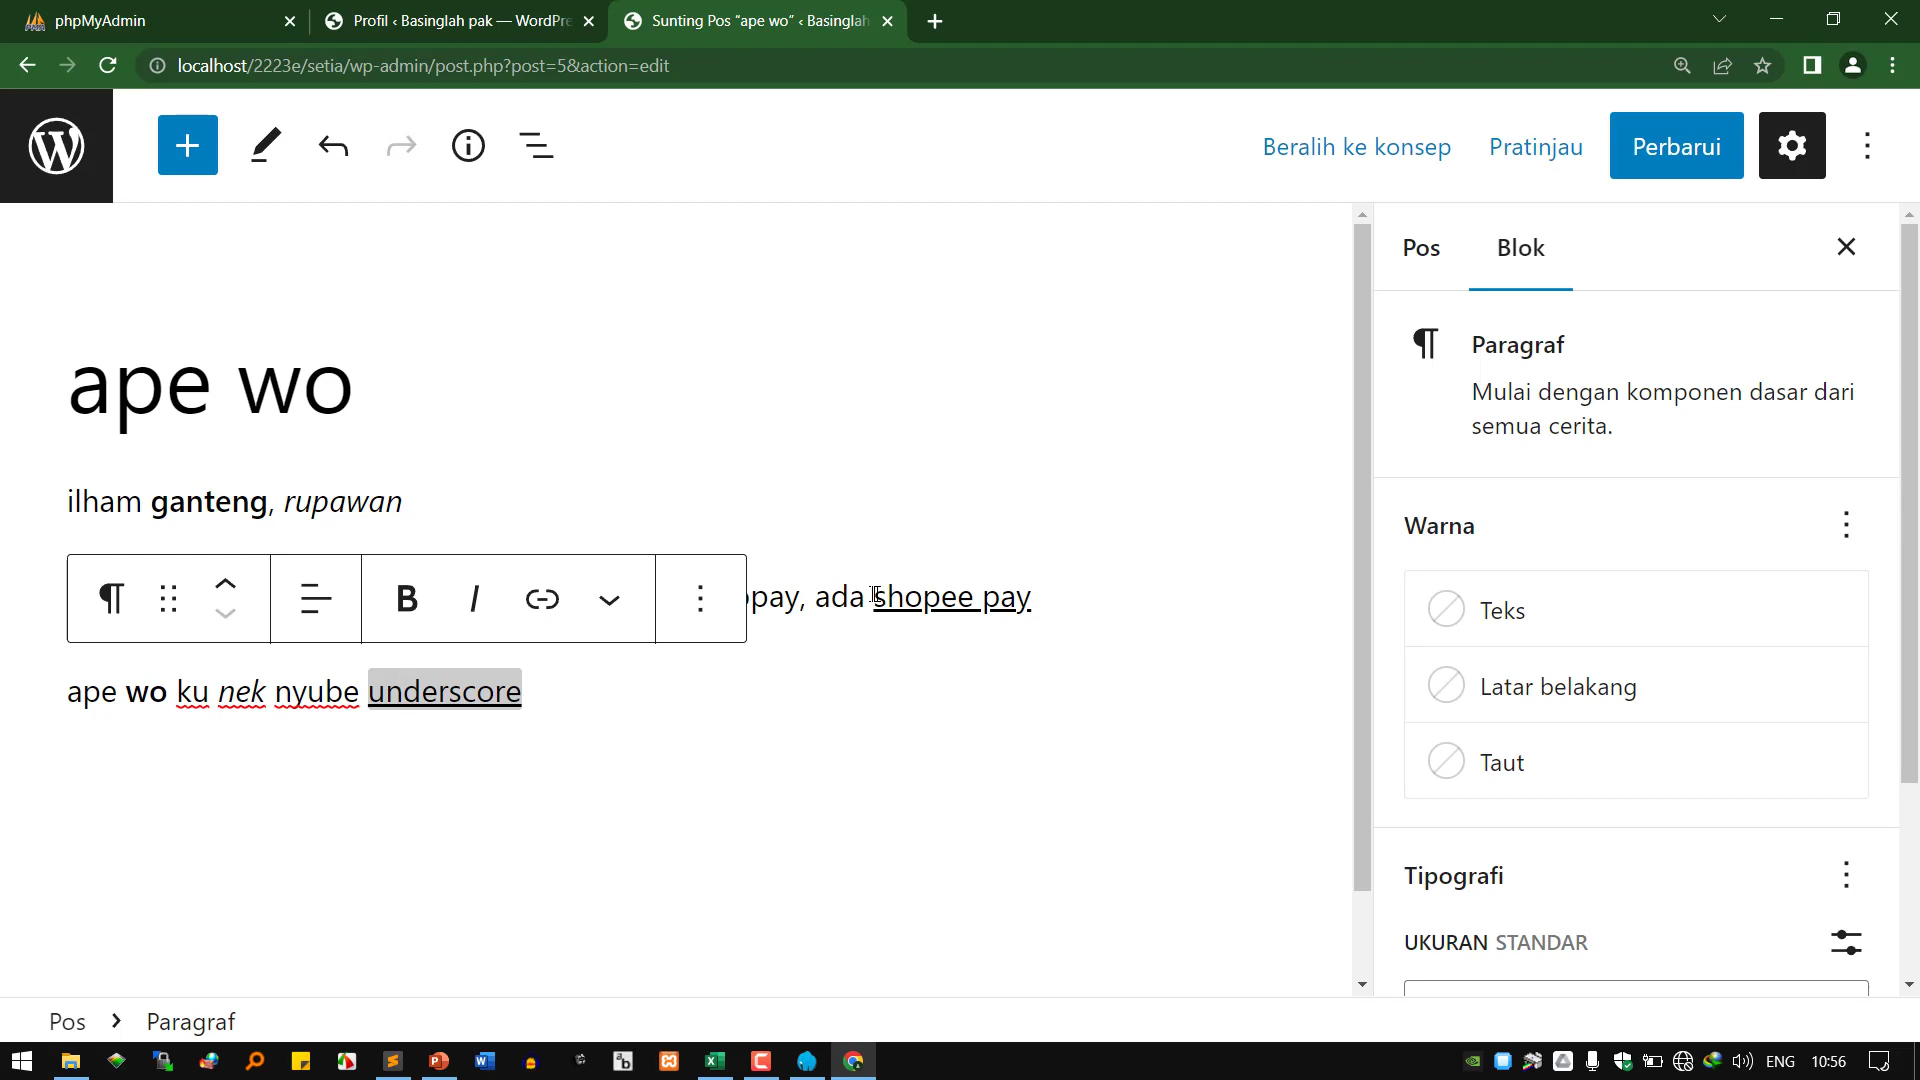 phpMyAdmin
Profil ‹ Basinglah pak — WordPre
Sunting Pos “ape wo” ‹ Basinglah
localhost/2223e/setia/wp-admin/post.php?post=5&action=edit
Beralih ke konsep
Pratinjau
Perbarui
Pos
Blok
Paragraf
Mulai dengan komponen dasar dari
semua cerita.
ape wo
ilham ganteng, rupawan
B I
pay, ada shopee pay
ape wo ku nek nyube underscore
Warna
Teks
Latar belakang
Taut
Tipografi
UKURAN STANDAR
Pos
Paragraf
ENG
10:56